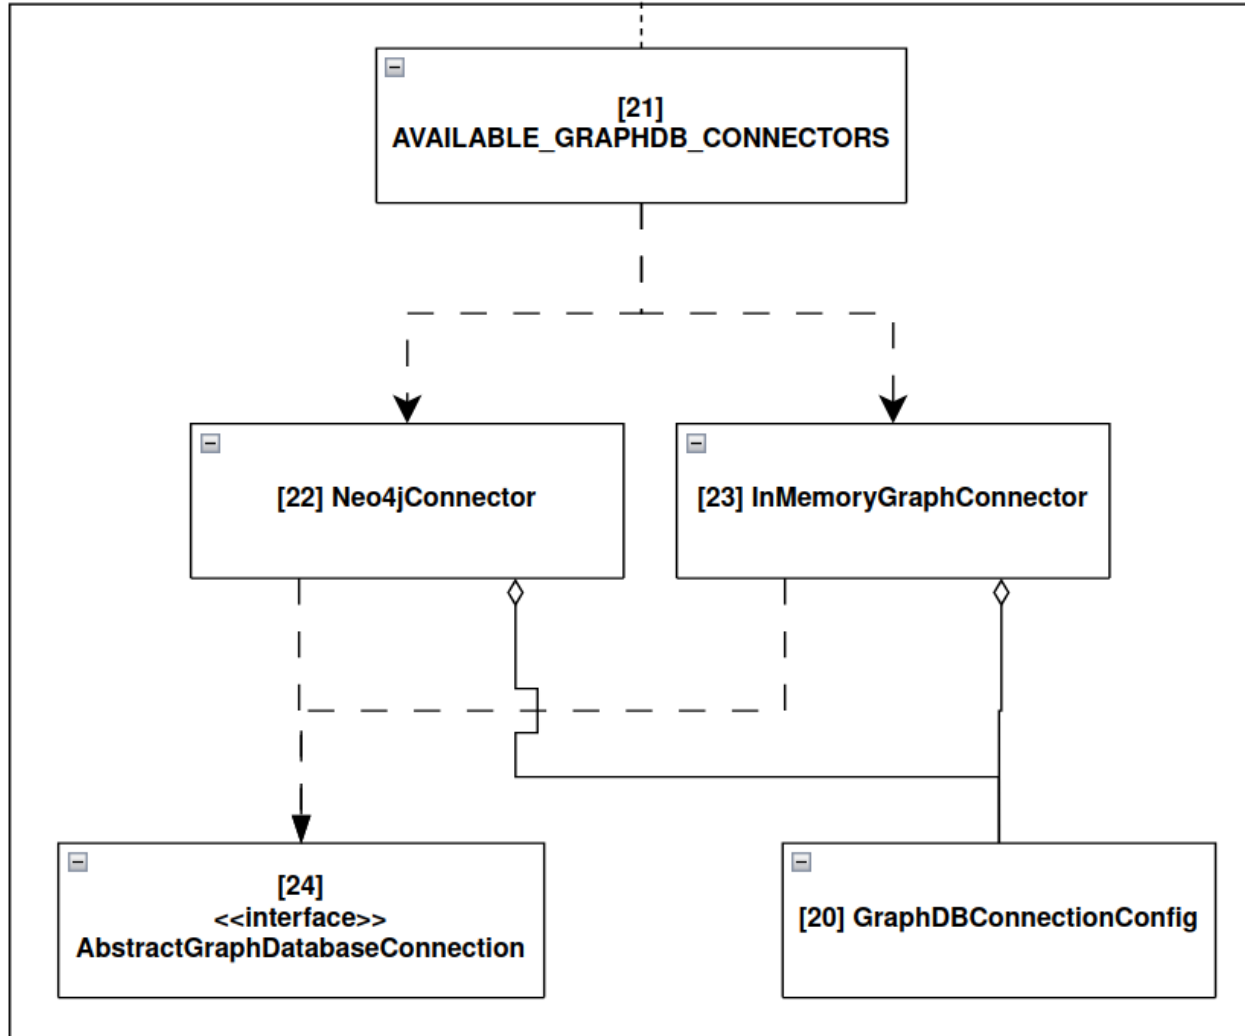 [21]
AVAILABLE_GRAPHDB_CONNECTORS
[22] Neo4jConnector
[23] InMemoryGraphConnector
[24]
<<interface>>
AbstractGraphDatabaseConnection
[20] GraphDBConnectionConfig